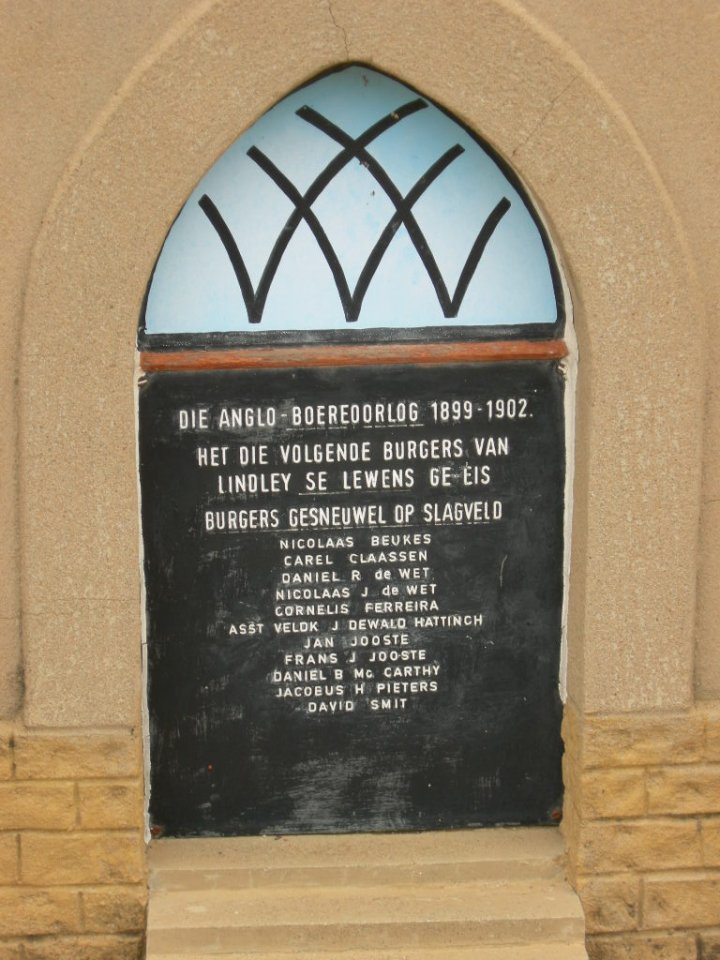 DIE ANGLO-BOEREOORLOG 1899-1902.
HET DIE VOLGENDE BURGERS VAN
LINDLEY SE LEWENS GE-EIS
BURGERS GESNEUWEL OP SLAGVELD
NICOLAAS BEUKES
CAREL CLAASSEN
DANIEL R de WET
NICOLAAS J de WET
CORNELIS FERREIRA
ASST VELDK J DEWALD HATTINCH
JAN JOOSTE
FRANS J JOOSTE
DANIEL B Mc CARTHY
JACOBUS H PIETERS
DAVID SMIT